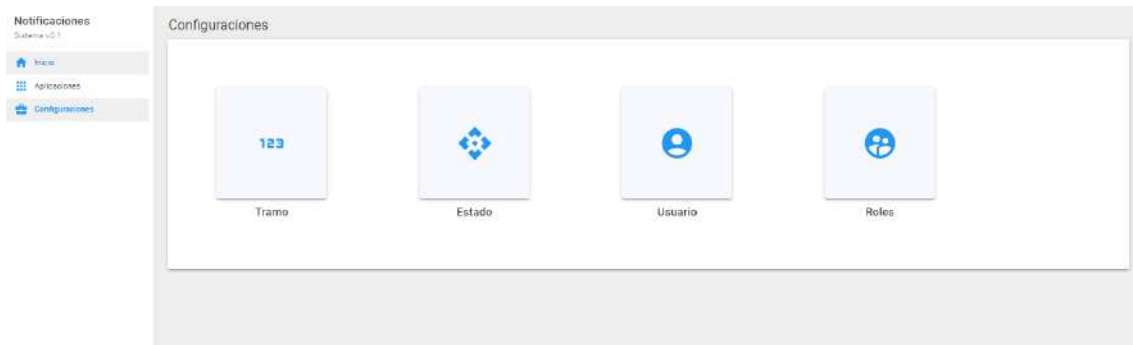 Notificaciones
Sistema v0.1
Inicio
Aplicaciones
Configuraciones
Configuraciones
123
Tramo
Estado
Usuario
Roles